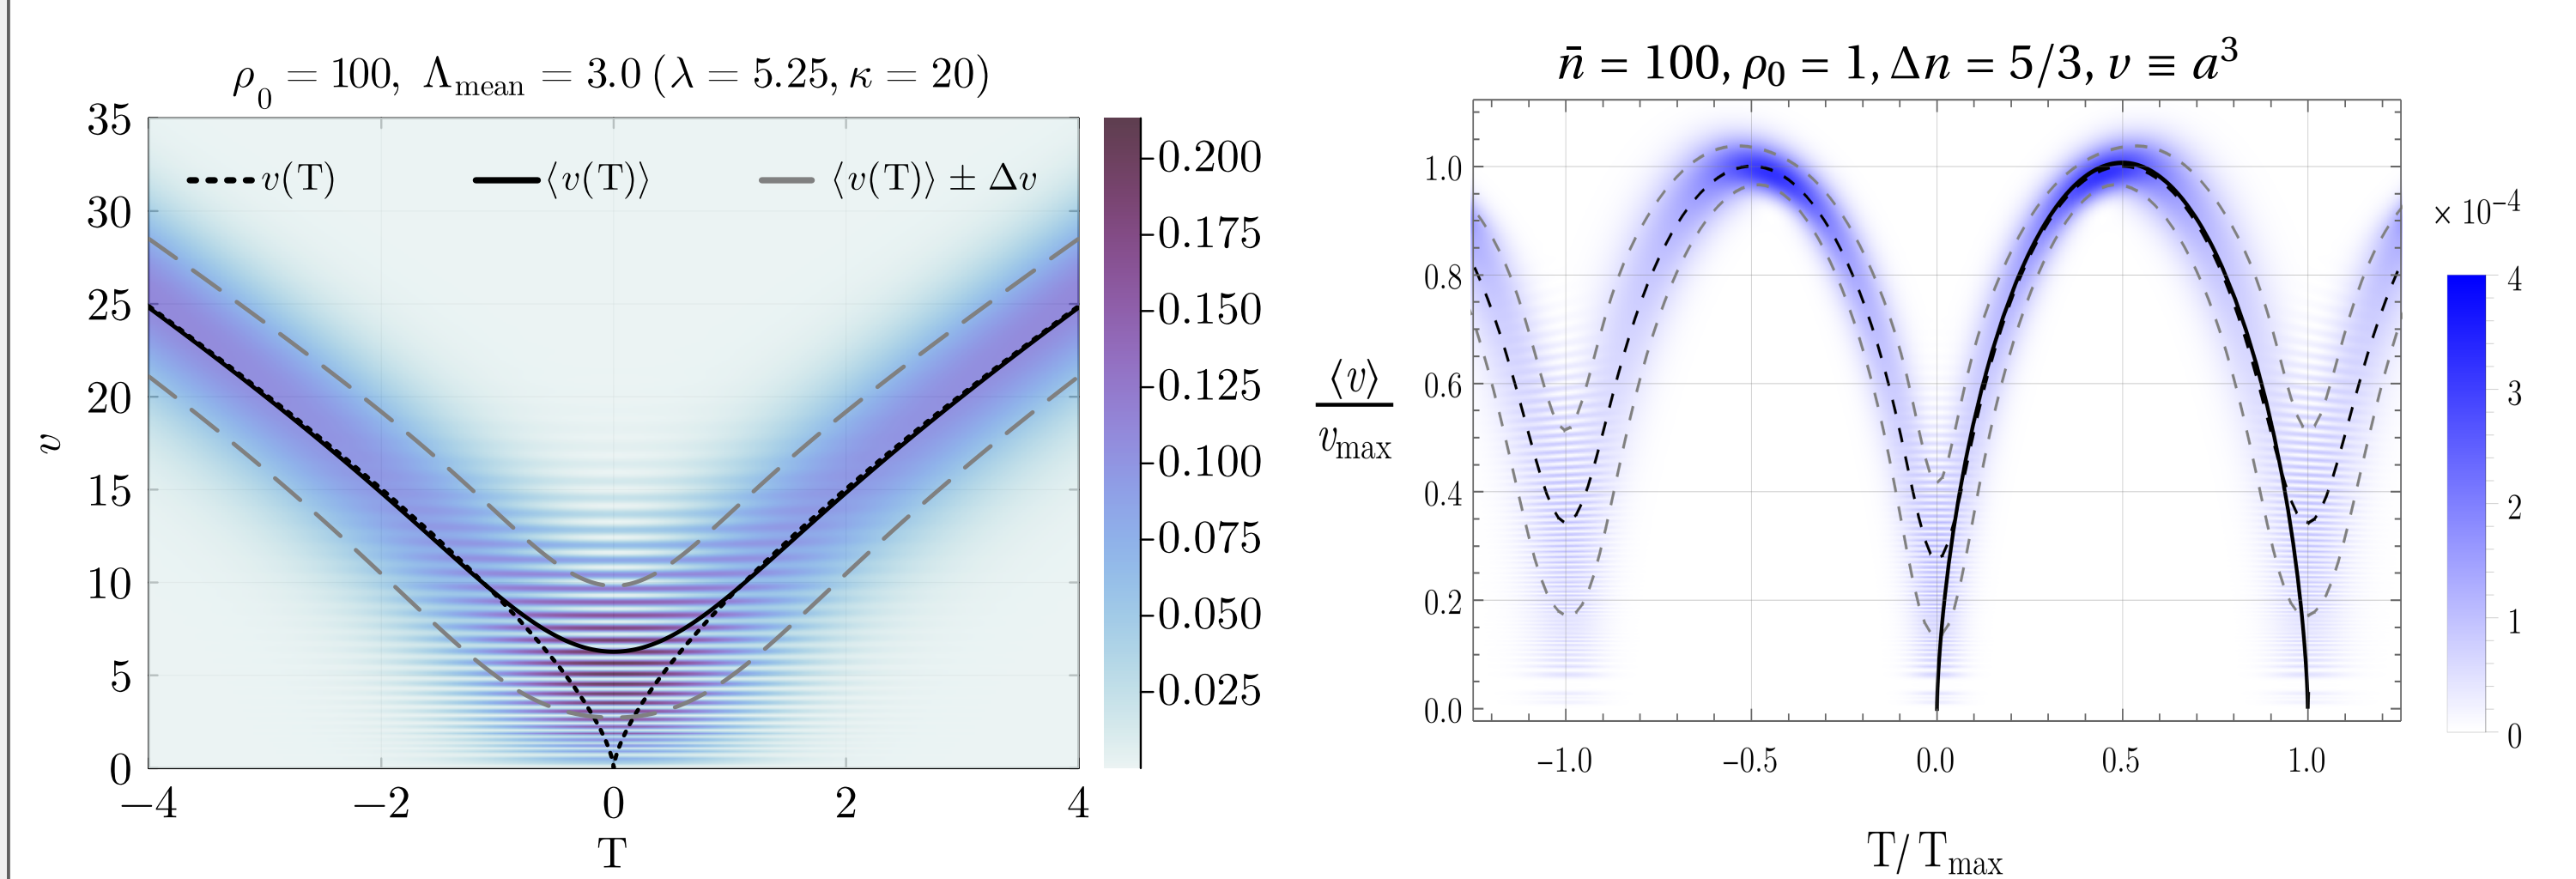 ρ₀ = 100, Λ_mean = 3.0 (λ = 5.25, κ = 20)
v(T) ⟨v(T)⟩ ⟨v(T)⟩ ± Δv
35
30
25
20
15
10
5
0
v
−4 −2 0 2 4
T
0.200
0.175
0.150
0.125
0.100
0.075
0.050
0.025
n̄ = 100, ρ₀ = 1, Δn = 5/3, v ≡ a³
⟨v⟩
v_max
1.0
0.8
0.6
0.4
0.2
0.0
−1.0 −0.5 0.0 0.5 1.0
T/T_max
× 10⁻⁴
4
3
2
1
0